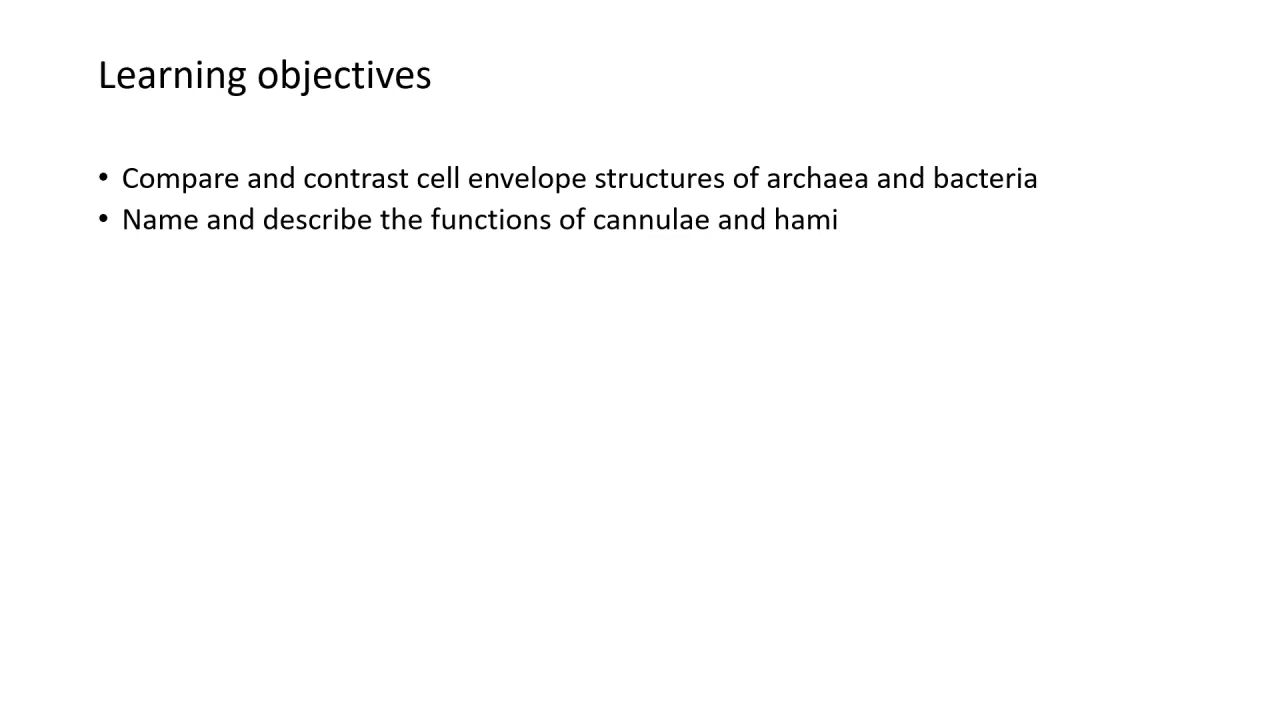 Learning objectives
• Compare and contrast cell envelope structures of archaea and bacteria
• Name and describe the functions of cannulae and hami